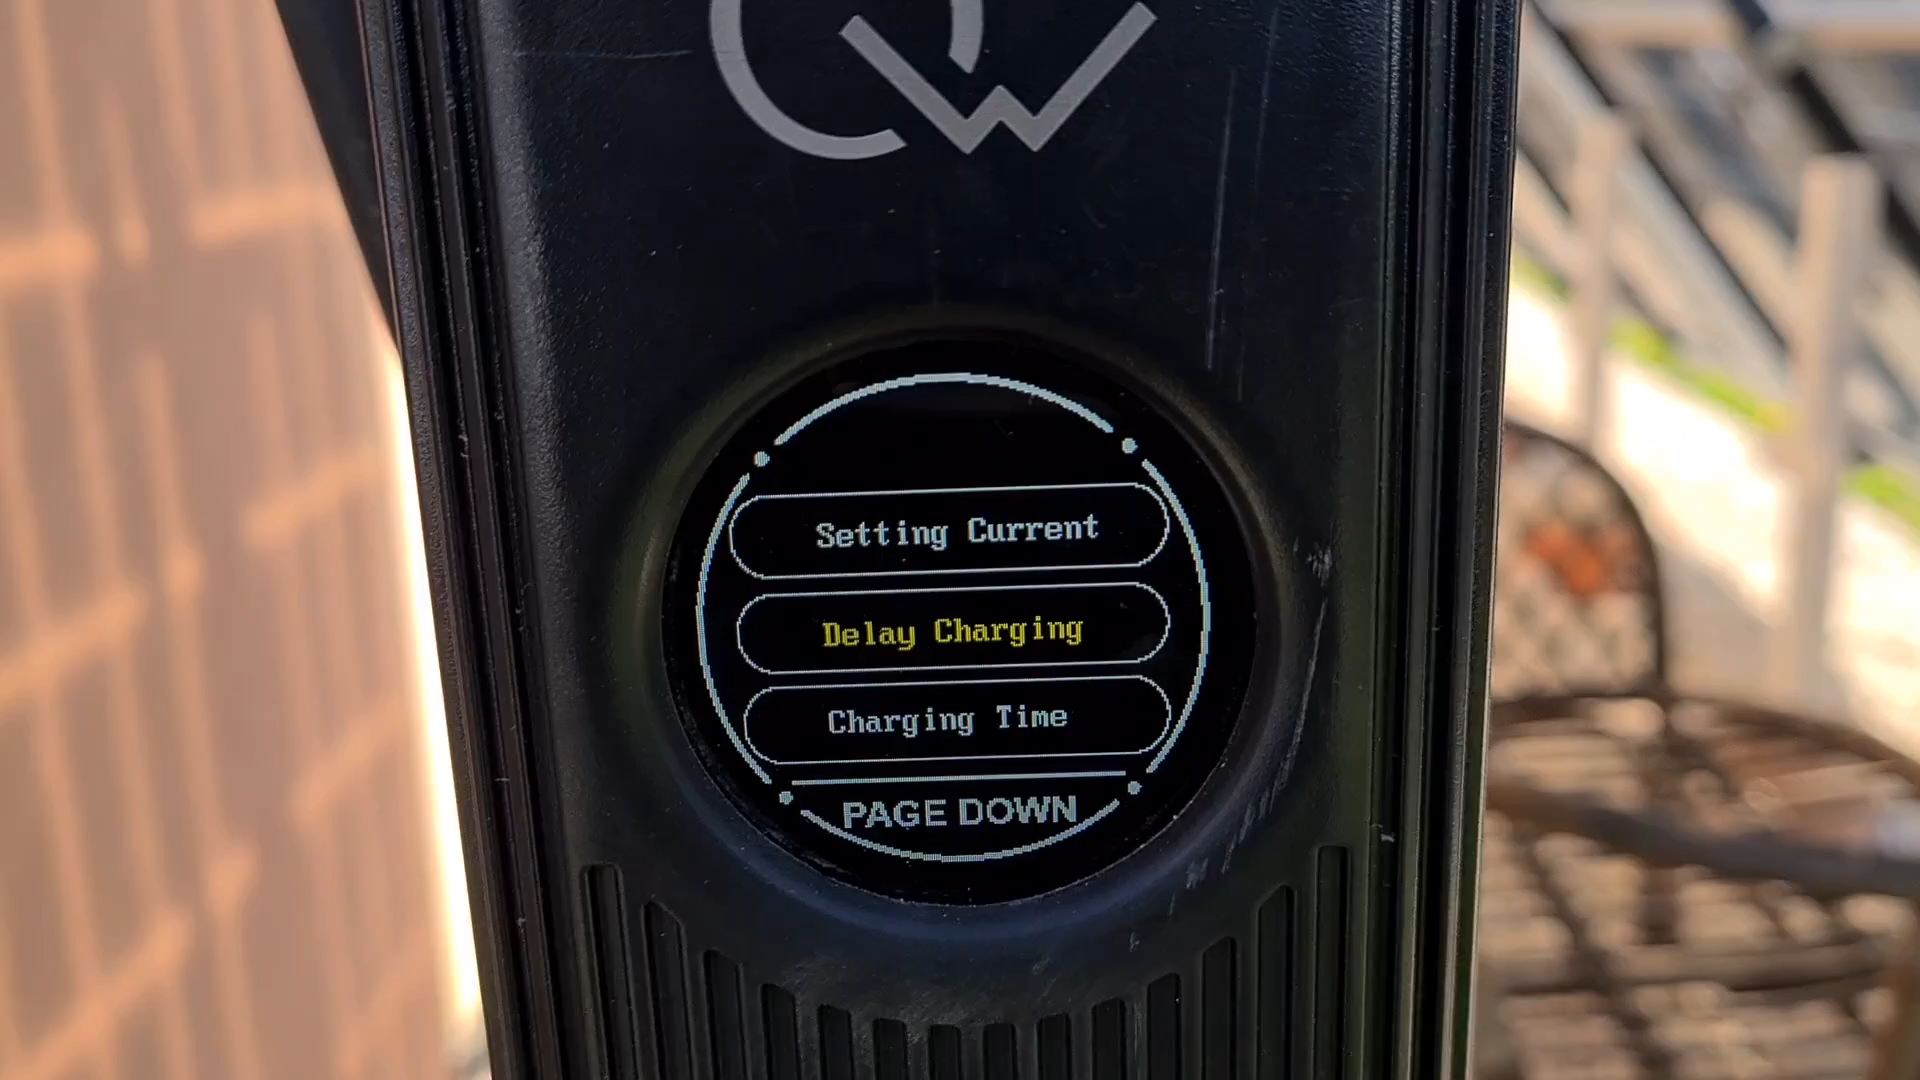 Setting Current
Delay Charging
Charging Time
PAGE DOWN